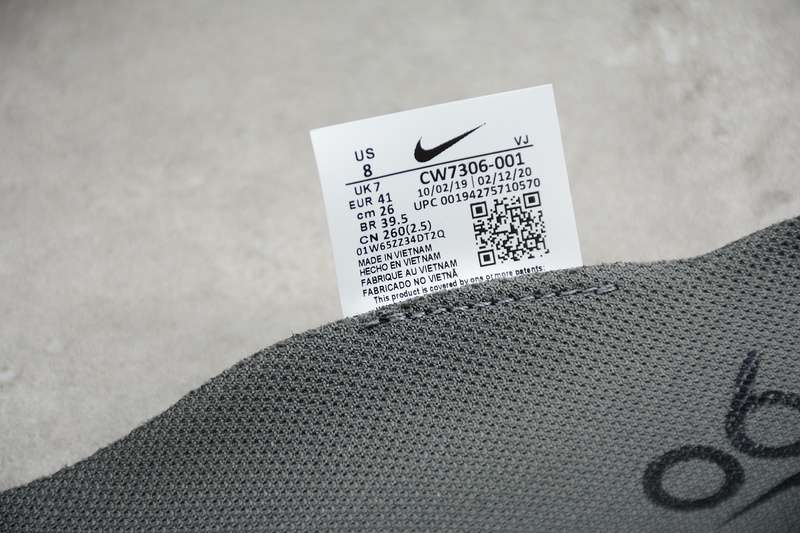 US
8
VJ
CW7306-001
UK 7
10/02/19 | 02/12/20
EUR 41
UPC 00194275710570
cm 26
BR 39.5
CN 260(2.5)
01W65ZZ34DT2Q
MADE IN VIETNAM
HECHO EN VIETNAM
FABRIQUE AU VIETNAM
FABRICADO NO VIETNÃ
This product is covered by one or more patents: